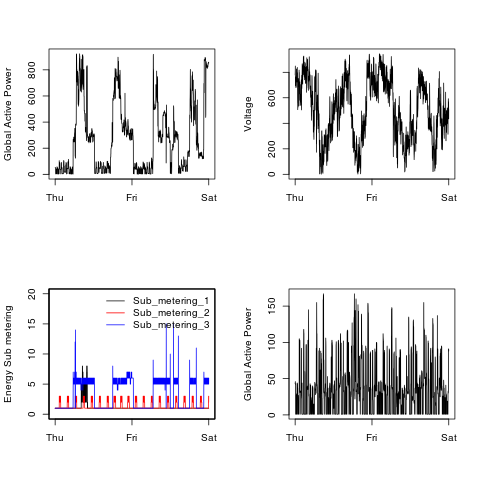 Global Active Power
0 200 400 600 800
Thu Fri Sat
Voltage
0 200 600
Thu Fri Sat
Energy Sub metering
0 5 10 15 20
Sub_metering_1
Sub_metering_2
Sub_metering_3
Thu Fri Sat
Global Active Power
0 50 100 150
Thu Fri Sat